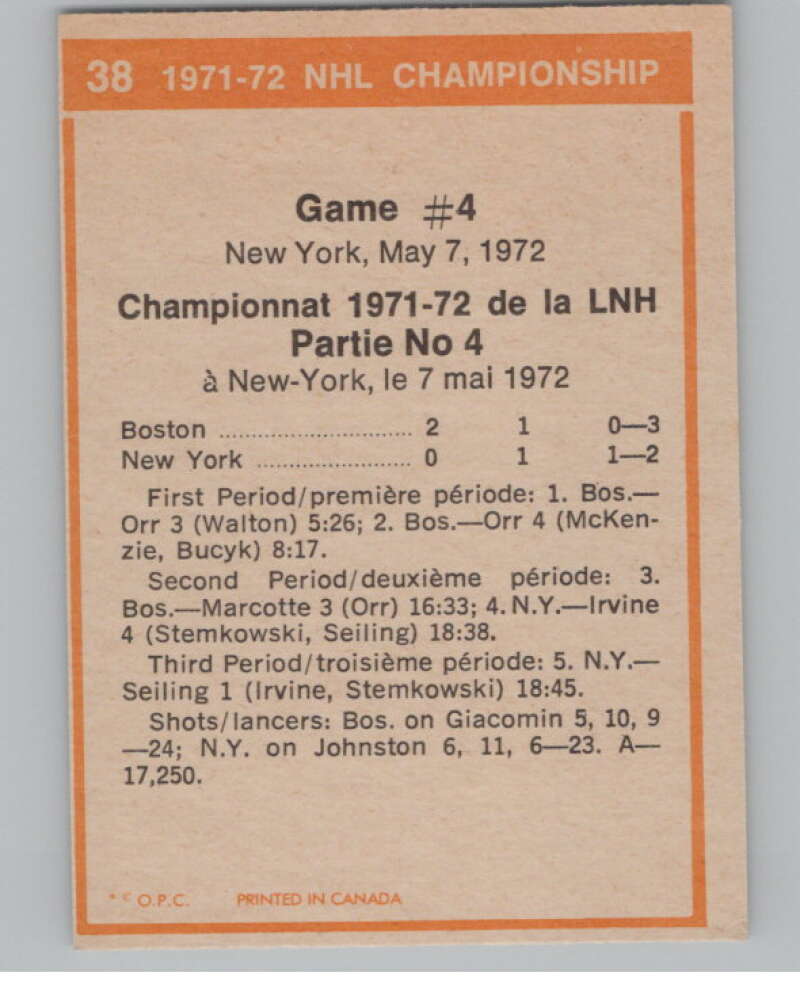 38 1971-72 NHL CHAMPIONSHIP
Game #4
New York, May 7, 1972
Championnat 1971-72 de la LNH
Partie No 4
à New-York, le 7 mai 1972
Boston .............................. 2 1 0—3
New York ........................ 0 1 1—2
First Period/première période: 1. Bos.—
Orr 3 (Walton) 5:26; 2. Bos.—Orr 4 (McKen-
zie, Bucyk) 8:17.
Second Period/deuxième période: 3.
Bos.—Marcotte 3 (Orr) 16:33; 4. N.Y.—Irvine
4 (Stemkowski, Seiling) 18:38.
Third Period/troisième période: 5. N.Y.—
Seiling 1 (Irvine, Stemkowski) 18:45.
Shots/lancers: Bos. on Giacomin 5, 10, 9
—24; N.Y. on Johnston 6, 11, 6—23. A—
17,250.
* © O.P.C. PRINTED IN CANADA